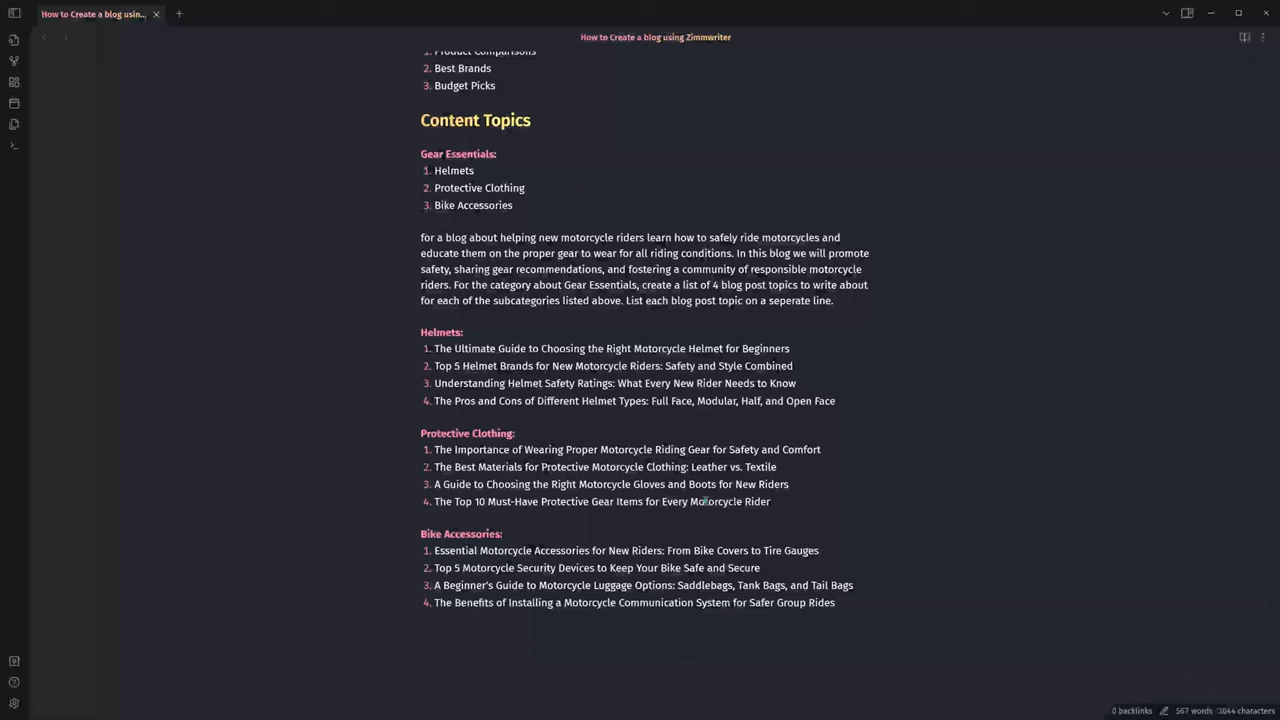 How to Create a blog usin...
How to Create a blog using Zimmwriter
1. Product Comparisons
2. Best Brands
3. Budget Picks
Content Topics
Gear Essentials:
1. Helmets
2. Protective Clothing
3. Bike Accessories
for a blog about helping new motorcycle riders learn how to safely ride motorcycles and
educate them on the proper gear to wear for all riding conditions. In this blog we will promote
safety, sharing gear recommendations, and fostering a community of responsible motorcycle
riders. For the category about Gear Essentials, create a list of 4 blog post topics to write about
for each of the subcategories listed above. List each blog post topic on a seperate line.
Helmets:
1. The Ultimate Guide to Choosing the Right Motorcycle Helmet for Beginners
2. Top 5 Helmet Brands for New Motorcycle Riders: Safety and Style Combined
3. Understanding Helmet Safety Ratings: What Every New Rider Needs to Know
4. The Pros and Cons of Different Helmet Types: Full Face, Modular, Half, and Open Face
Protective Clothing:
1. The Importance of Wearing Proper Motorcycle Riding Gear for Safety and Comfort
2. The Best Materials for Protective Motorcycle Clothing: Leather vs. Textile
3. A Guide to Choosing the Right Motorcycle Gloves and Boots for New Riders
4. The Top 10 Must-Have Protective Gear Items for Every Motorcycle Rider
Bike Accessories:
1. Essential Motorcycle Accessories for New Riders: From Bike Covers to Tire Gauges
2. Top 5 Motorcycle Security Devices to Keep Your Bike Safe and Secure
3. A Beginner's Guide to Motorcycle Luggage Options: Saddlebags, Tank Bags, and Tail Bags
4. The Benefits of Installing a Motorcycle Communication System for Safer Group Rides
0 backlinks 567 words 3644 characters